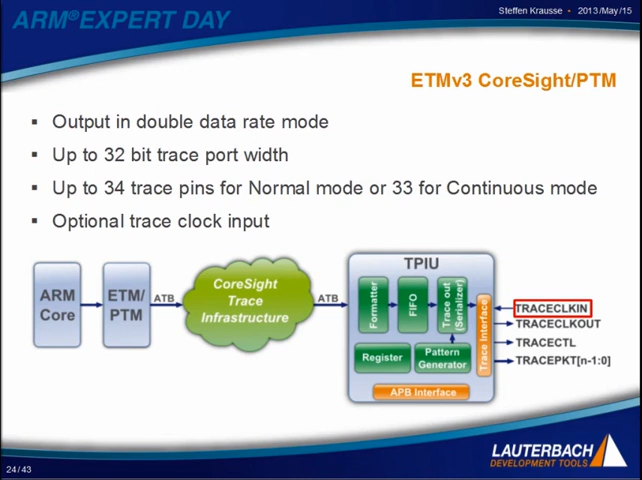 ARM®EXPERT DAY
Steffen Krausse • 2013/May/15
ETMv3 CoreSight/PTM
▪ Output in double data rate mode
▪ Up to 32 bit trace port width
▪ Up to 34 trace pins for Normal mode or 33 for Continuous mode
▪ Optional trace clock input
ARM
Core
ETM/
PTM
ATB
CoreSight
Trace
Infrastructure
ATB
TPIU
Formatter
FIFO
Trace out
(Serializer)
Trace Interface
Register
Pattern
Generator
APB Interface
TRACECLKIN
TRACECLKOUT
TRACECTL
TRACEPKT[n-1:0]
24/43
LAUTERBACH
DEVELOPMENT TOOLS